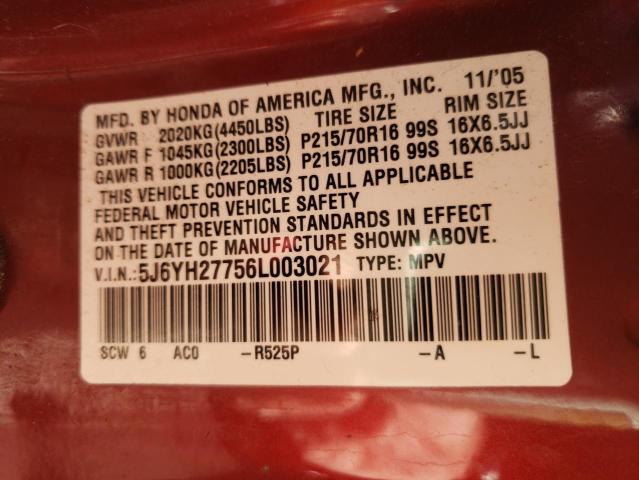 MFD. BY HONDA OF AMERICA MFG., INC. 11/'05
GVWR 2020KG(4450LBS) TIRE SIZE RIM SIZE
GAWR F 1045KG(2300LBS) P215/70R16 99S 16X6.5JJ
GAWR R 1000KG(2205LBS) P215/70R16 99S 16X6.5JJ
THIS VEHICLE CONFORMS TO ALL APPLICABLE
FEDERAL MOTOR VEHICLE SAFETY
AND THEFT PREVENTION STANDARDS IN EFFECT
ON THE DATE OF MANUFACTURE SHOWN ABOVE.
V.I.N.: 5J6YH27756L003021 TYPE: MPV
SCW 6 AC0 -R525P -A -L